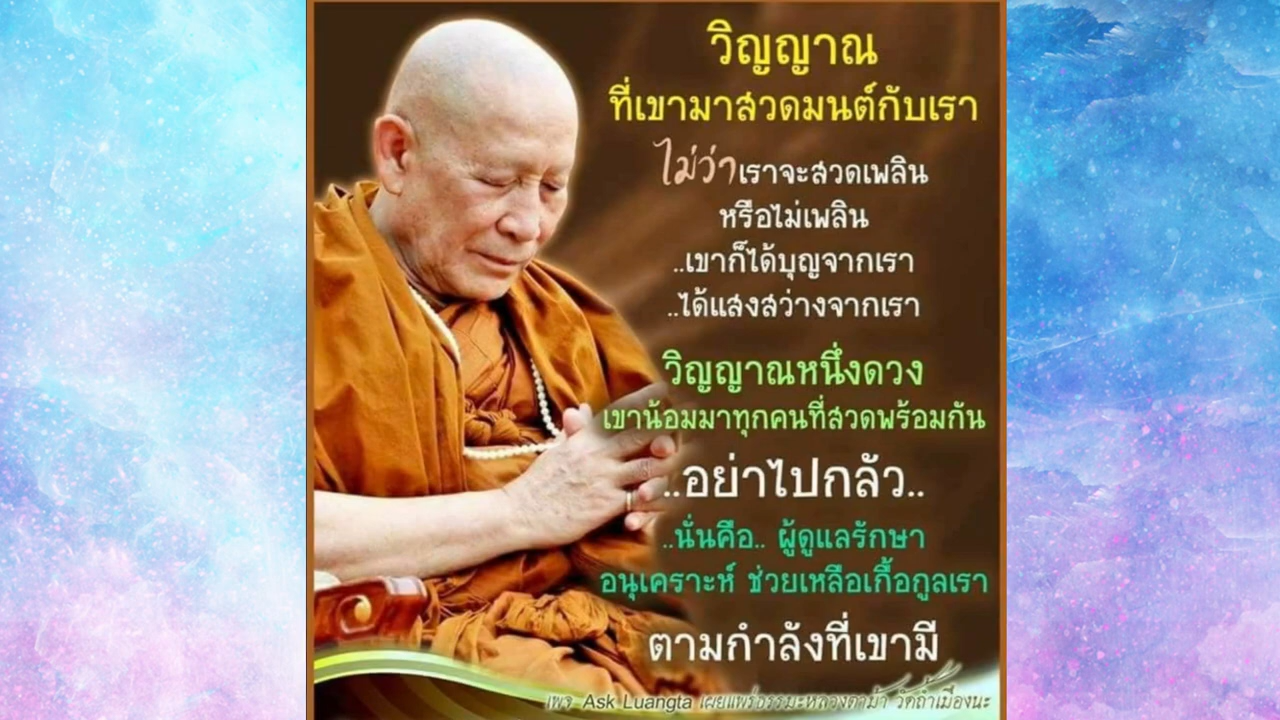 วิญญาณ
ที่เขามาสวดมนต์กับเรา
ไม่ว่าเราจะสวดเพลิน
หรือไม่เพลิน
..เขาก็ได้บุญจากเรา
..ได้แสงสว่างจากเรา
วิญญาณหนึ่งดวง
เขาน้อมมาทุกคนที่สวดพร้อมกัน
..อย่าไปกลัว..
..นั่นคือ.. ผู้ดูแลรักษา
อนุเคราะห์ ช่วยเหลือเกื้อกูลเรา
ตามกำลังที่เขามี
เพจ Ask Luangta เผยแพร่ธรรมะหลวงตาม้า วัดถ้ำเมืองนะ